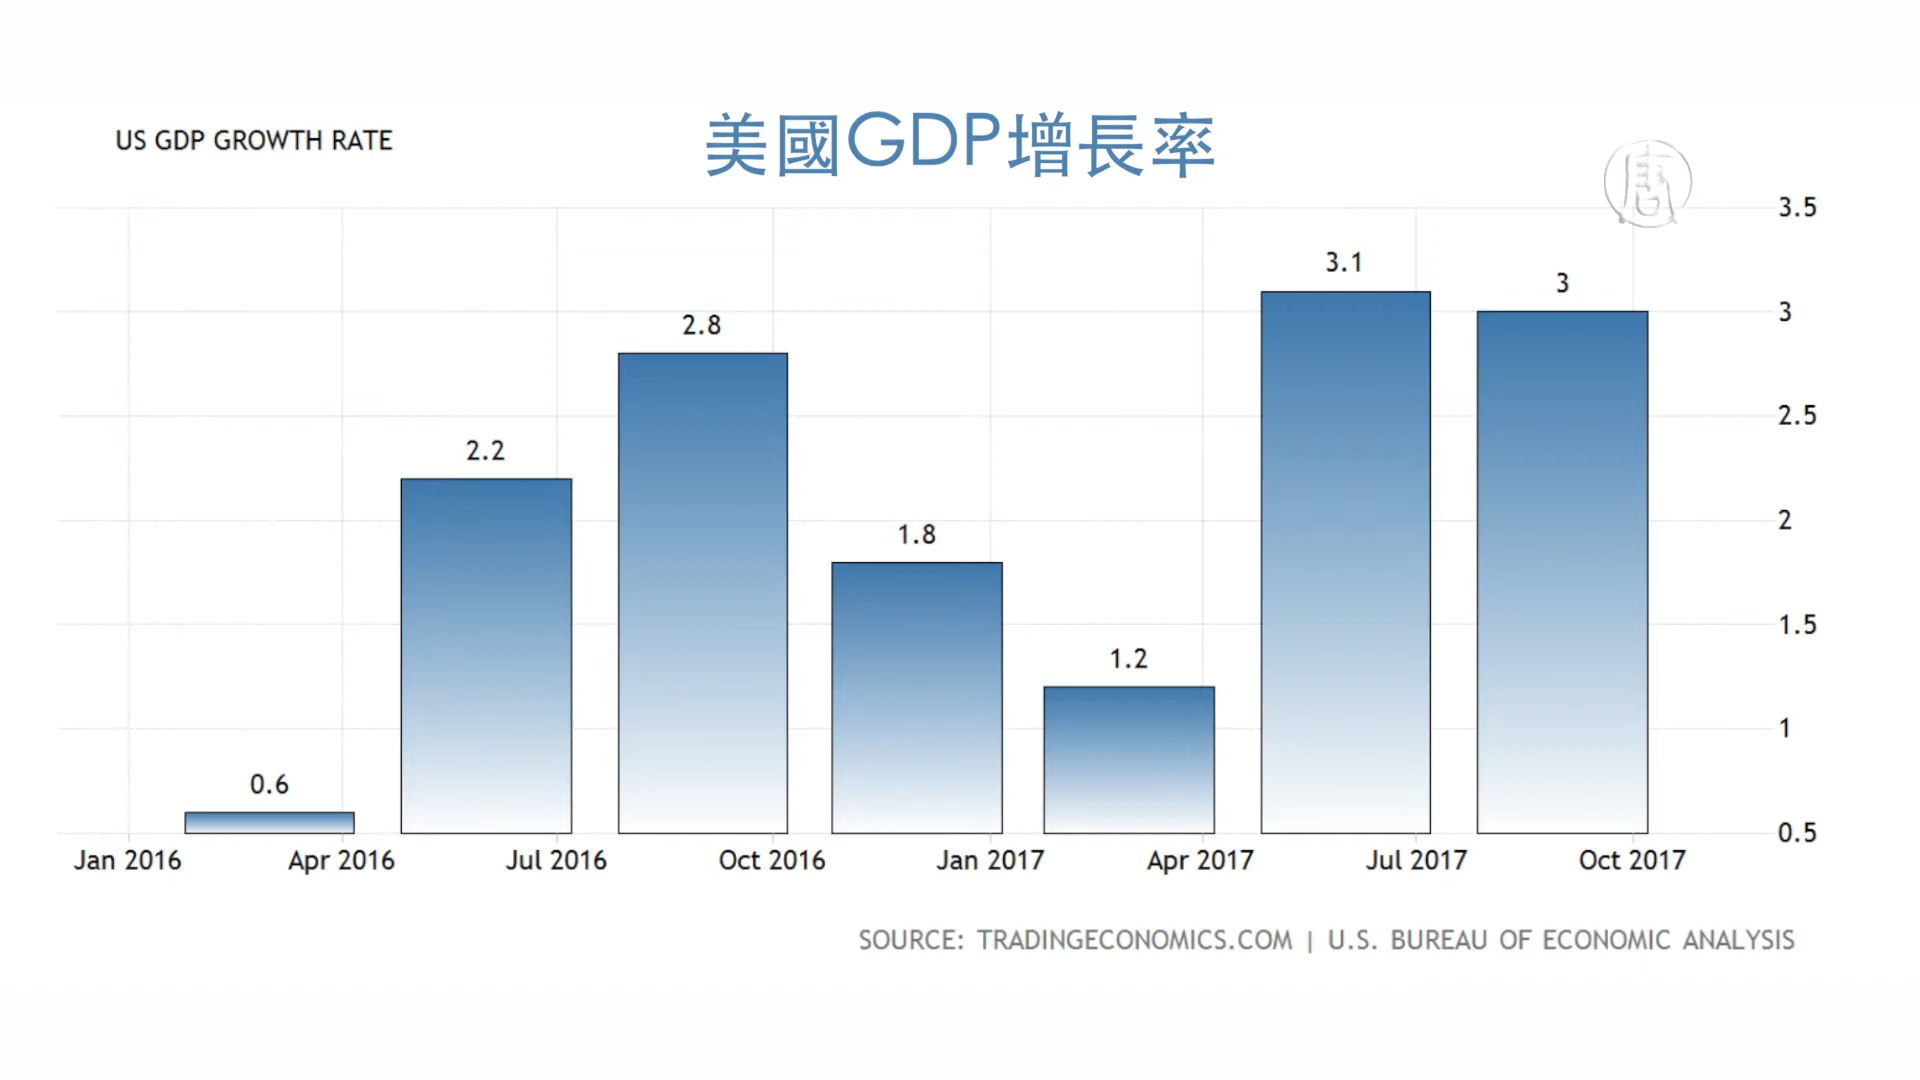 US GDP GROWTH RATE
美國GDP增長率
唐
3.5
3.1
3
3
2.8
2.5
2.2
2
1.8
1.5
1.2
1
0.6
0.5
Jan 2016 Apr 2016 Jul 2016 Oct 2016 Jan 2017 Apr 2017 Jul 2017 Oct 2017
SOURCE: TRADINGECONOMICS.COM | U.S. BUREAU OF ECONOMIC ANALYSIS